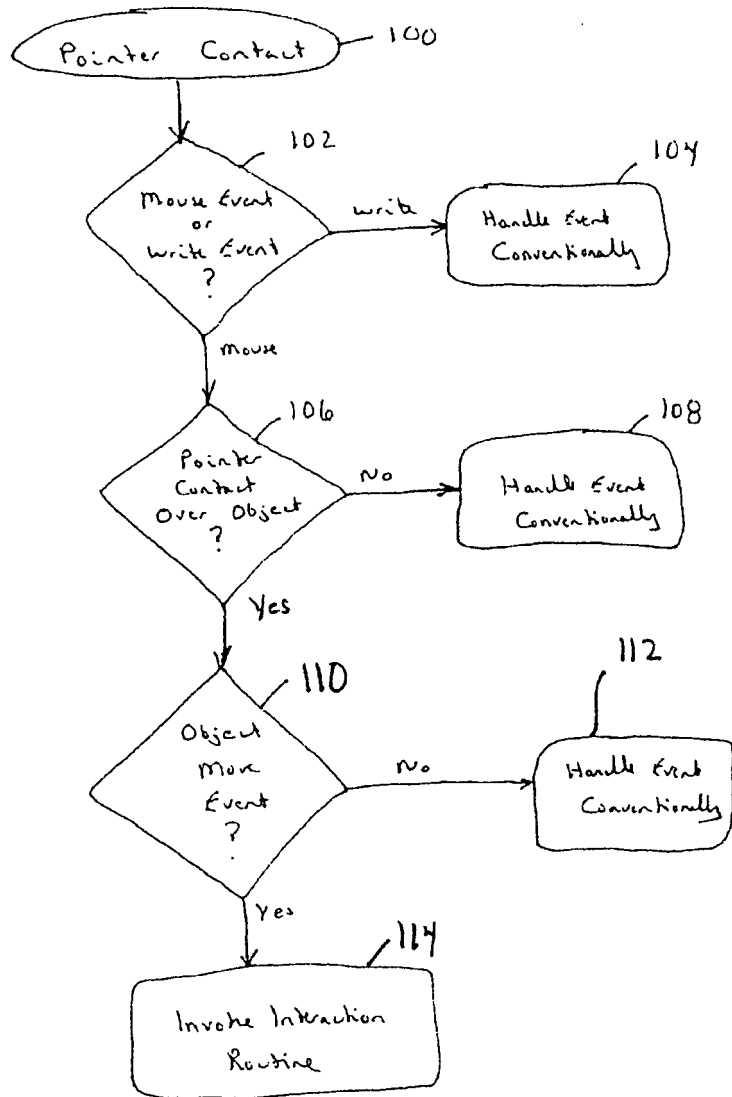 Pointer Contact
100
102
Mouse Event
or
Write Event
?
write
104
Handle Event
Conventionally
mouse
106
Pointer
Contact
Over Object
?
No
108
Handle Event
Conventionally
Yes
110
Object
Move
Event
?
No
112
Handle Event
Conventionally
Yes
114
Invoke Interaction
Routine